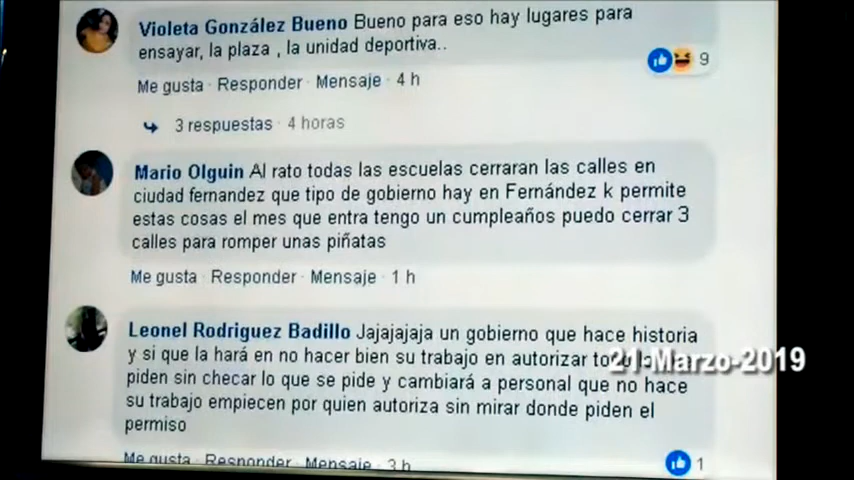 Violeta González Bueno Bueno para eso hay lugares para
ensayar, la plaza , la unidad deportiva..
9
Me gusta · Responder · Mensaje · 4 h
3 respuestas · 4 horas
Mario Olguin Al rato todas las escuelas cerraran las calles en
ciudad fernandez que tipo de gobierno hay en Fernández k permite
estas cosas el mes que entra tengo un cumpleaños puedo cerrar 3
calles para romper unas piñatas
Me gusta · Responder · Mensaje · 1 h
Leonel Rodriguez Badillo Jajajajaja un gobierno que hace historia
y si que la hará en no hacer bien su trabajo en autorizar
21-Marzo-2019
piden sin checar lo que se pide y cambiará a personal que no hace
su trabajo empiecen por quien autoriza sin mirar donde piden el
permiso
Me gusta · Responder · Mensaje · 3 h
1